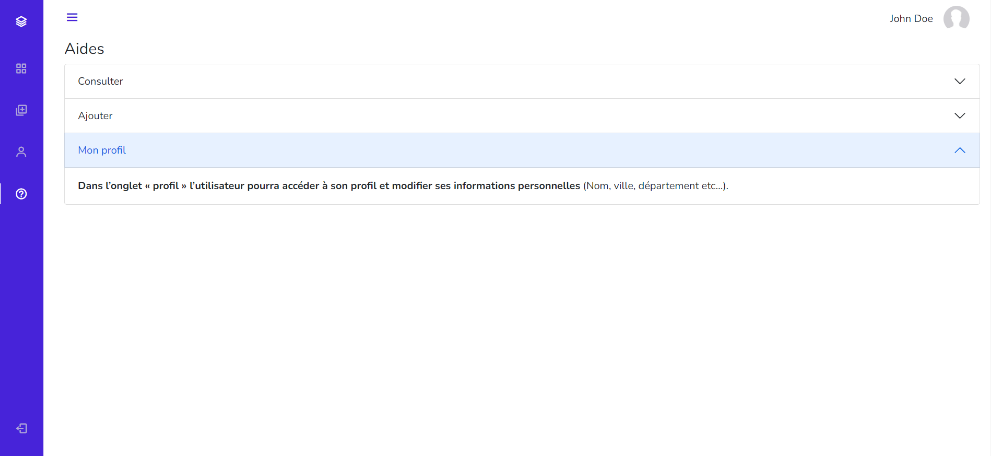 John Doe
Aides
Consulter
Ajouter
Mon profil
Dans l’onglet « profil » l’utilisateur pourra accéder à son profil et modifier ses informations personnelles (Nom, ville, département etc...).